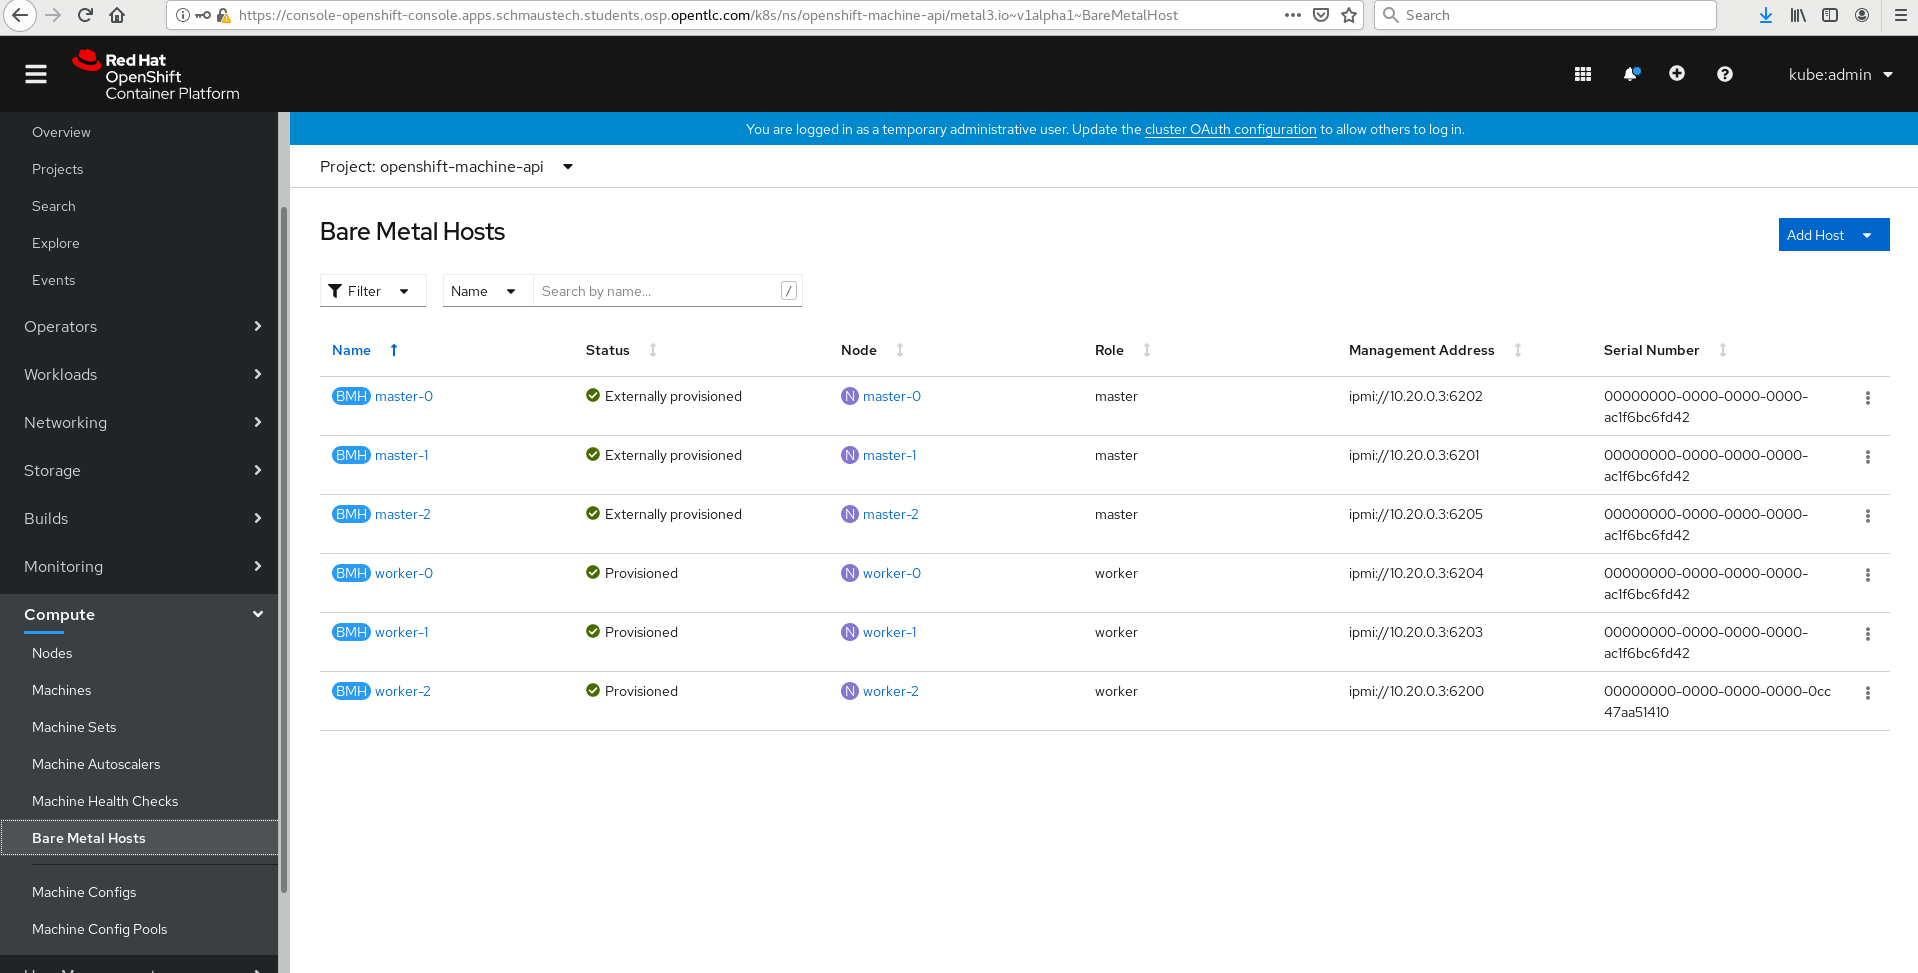 https://console-openshift-console.apps.schmaustech.students.osp.opentlc.com/k8s/ns/openshift-machine-api/metal3.io~v1alpha1~BareMetalHost
Search
Red Hat
OpenShift
Container Platform
kube:admin
Overview
Projects
Search
Explore
Events
Operators
Workloads
Networking
Storage
Builds
Monitoring
Compute
Nodes
Machines
Machine Sets
Machine Autoscalers
Machine Health Checks
Bare Metal Hosts
Machine Configs
Machine Config Pools
You are logged in as a temporary administrative user. Update the cluster OAuth configuration to allow others to log in.
Project: openshift-machine-api
Bare Metal Hosts
Add Host
Filter Name Search by name... /
Name Status Node Role Management Address Serial Number
BMH master-0 Externally provisioned N master-0 master ipmi://10.20.0.3:6202 00000000-0000-0000-0000-
ac1f6bc6fd42
BMH master-1 Externally provisioned N master-1 master ipmi://10.20.0.3:6201 00000000-0000-0000-0000-
ac1f6bc6fd42
BMH master-2 Externally provisioned N master-2 master ipmi://10.20.0.3:6205 00000000-0000-0000-0000-
ac1f6bc6fd42
BMH worker-0 Provisioned N worker-0 worker ipmi://10.20.0.3:6204 00000000-0000-0000-0000-
ac1f6bc6fd42
BMH worker-1 Provisioned N worker-1 worker ipmi://10.20.0.3:6203 00000000-0000-0000-0000-
ac1f6bc6fd42
BMH worker-2 Provisioned N worker-2 worker ipmi://10.20.0.3:6200 00000000-0000-0000-0000-0cc
47aa51410